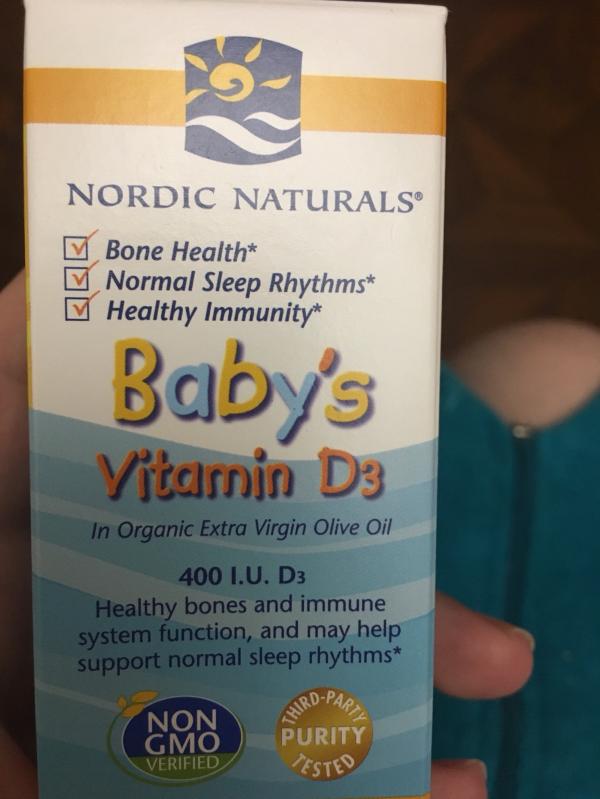 NORDIC NATURALS®
Bone Health*
Normal Sleep Rhythms*
Healthy Immunity*
Baby's
Vitamin D3
In Organic Extra Virgin Olive Oil
400 I.U. D3
Healthy bones and immune
system function, and may help
support normal sleep rhythms*
NON
GMO
VERIFIED
THIRD-PARTY
PURITY
TESTED